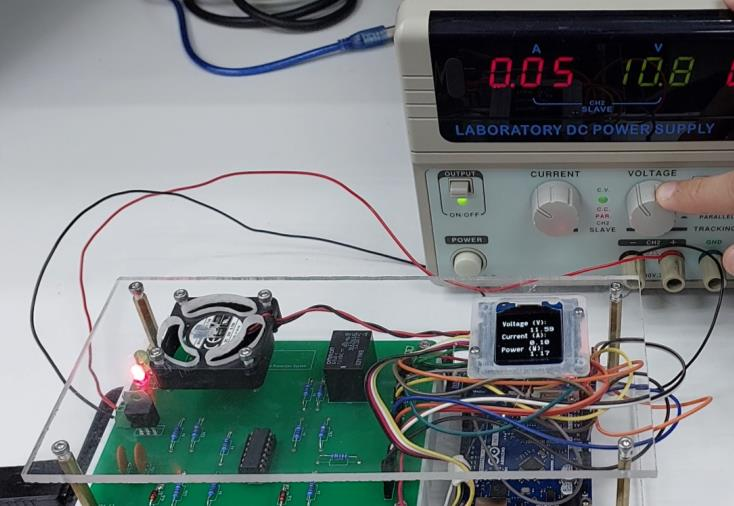 A V
0.05 10.8
CH2
SLAVE
LABORATORY DC POWER SUPPLY
OUTPUT
ON/OFF
POWER
CURRENT
VOLTAGE
C.V.
C.C.
PAR.
CH2
SLAVE
PARALLEL
TRACKING
− CH2 +
GND
Voltage (V):
11.59
Current (A):
0.10
Power (W):
1.17